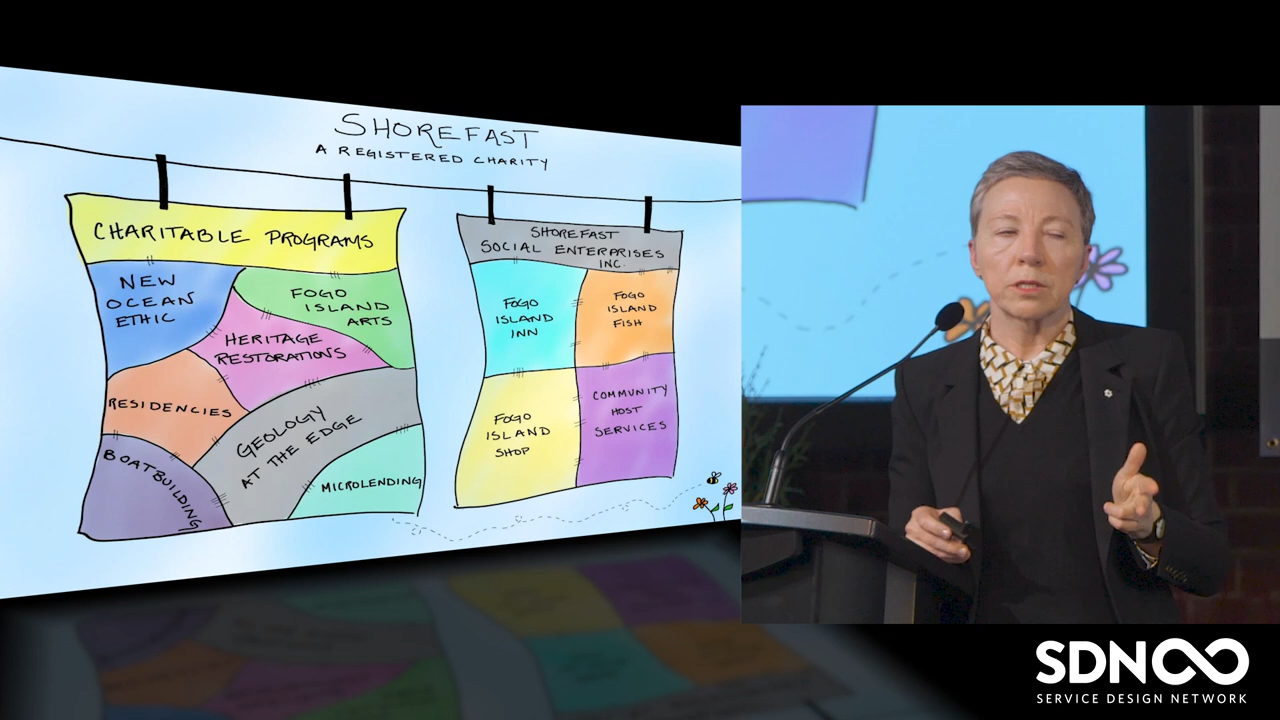 SHOREFAST
A REGISTERED CHARITY
CHARITABLE PROGRAMS
NEW
OCEAN
ETHIC
FOGO
ISLAND
ARTS
HERITAGE
RESTORATIONS
RESIDENCIES
GEOLOGY
AT THE EDGE
BOATBUILDING
MICROLENDING
SHOREFAST
SOCIAL ENTERPRISES
INC.
FOGO
ISLAND
INN
FOGO
ISLAND
FISH
FOGO
ISLAND
SHOP
COMMUNITY
HOST
SERVICES
SDN
SERVICE DESIGN NETWORK